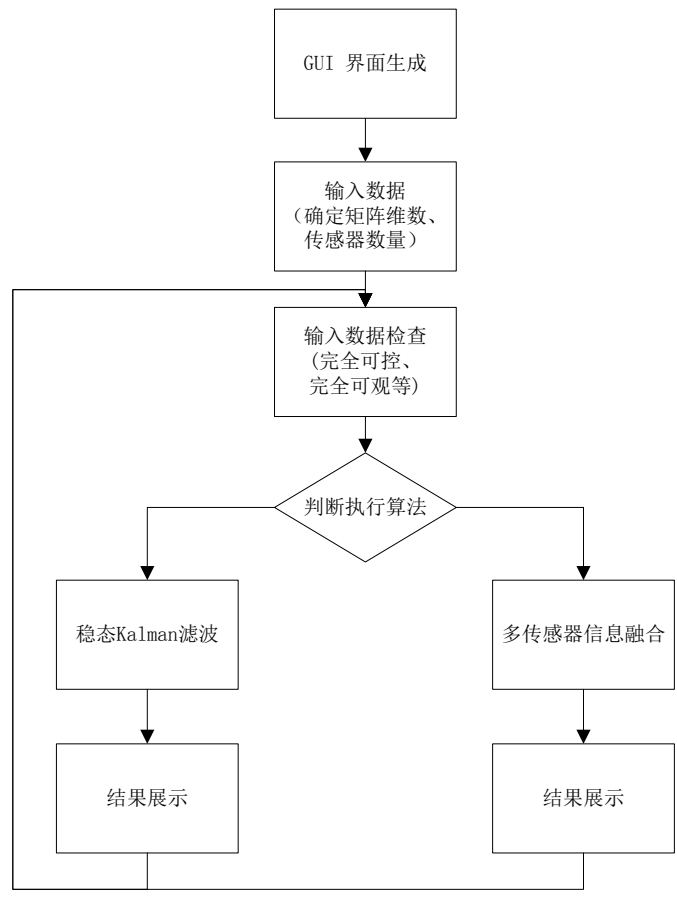 GUI 界面生成
输入数据
（确定矩阵维数、
传感器数量）
输入数据检查
(完全可控、
完全可观等)
判断执行算法
稳态Kalman滤波
多传感器信息融合
结果展示
结果展示